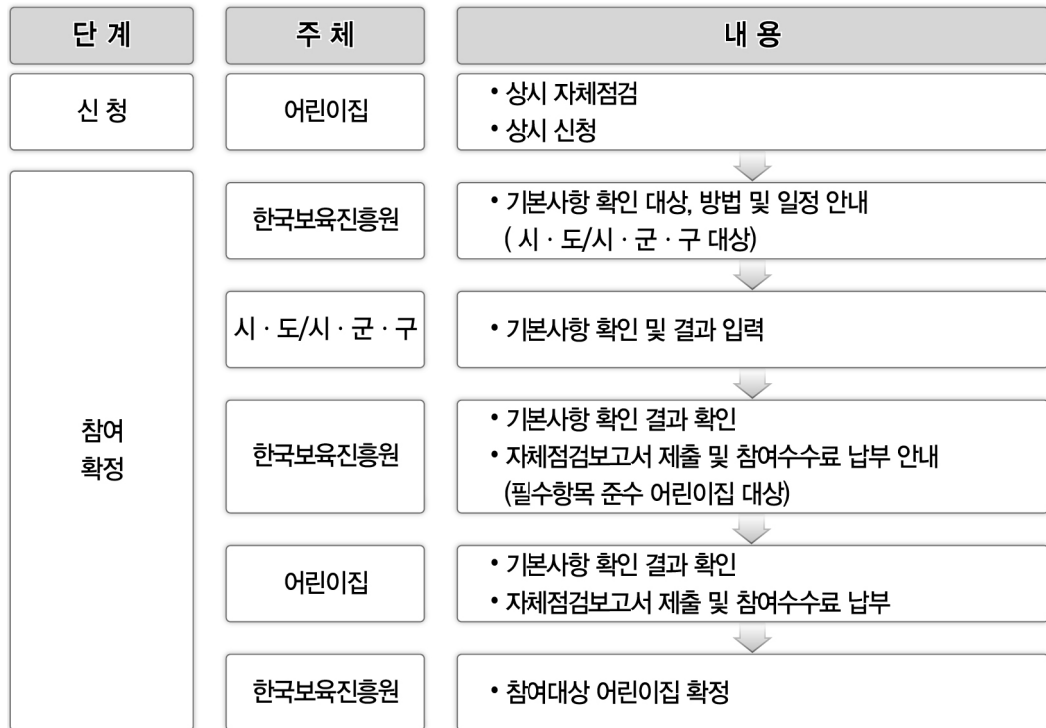 단 계 주 체 내 용
신 청 어린이집 • 상시 자체점검
• 상시 신청
한국보육진흥원 • 기본사항 확인 대상, 방법 및 일정 안내
( 시 · 도/시 · 군 · 구 대상)
시 · 도/시 · 군 · 구 • 기본사항 확인 및 결과 입력
참여
확정
한국보육진흥원 • 기본사항 확인 결과 확인
• 자체점검보고서 제출 및 참여수수료 납부 안내
(필수항목 준수 어린이집 대상)
어린이집 • 기본사항 확인 결과 확인
• 자체점검보고서 제출 및 참여수수료 납부
한국보육진흥원 • 참여대상 어린이집 확정